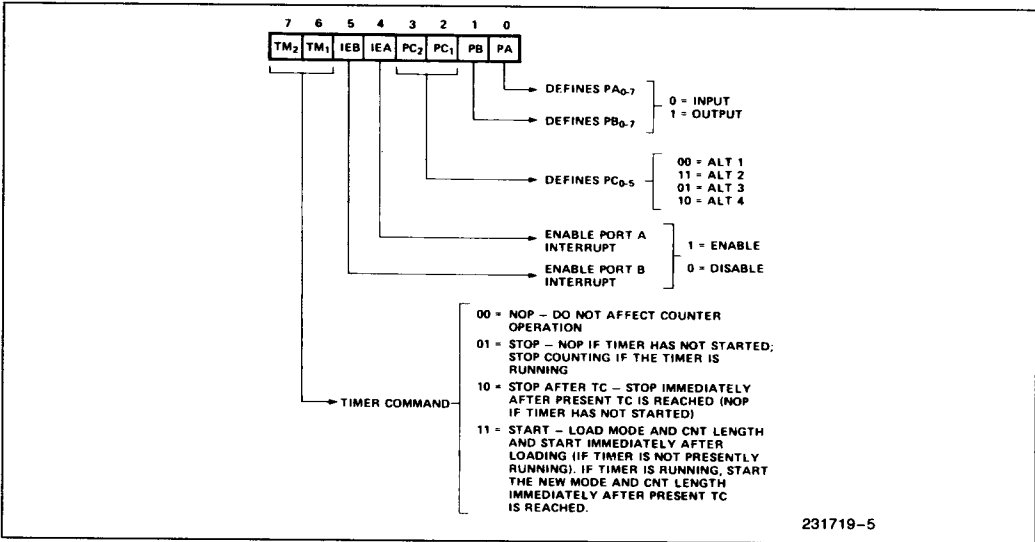 7 6 5 4 3 2 1 0
TM2 TM1 IEB IEA PC2 PC1 PB PA
DEFINES PA0-7
DEFINES PB0-7
0 = INPUT
1 = OUTPUT
DEFINES PC0-5
00 = ALT 1
11 = ALT 2
01 = ALT 3
10 = ALT 4
ENABLE PORT A
INTERRUPT
ENABLE PORT B
INTERRUPT
1 = ENABLE
0 = DISABLE
TIMER COMMAND
00 = NOP – DO NOT AFFECT COUNTER
OPERATION
01 = STOP – NOP IF TIMER HAS NOT STARTED;
STOP COUNTING IF THE TIMER IS
RUNNING
10 = STOP AFTER TC – STOP IMMEDIATELY
AFTER PRESENT TC IS REACHED (NOP
IF TIMER HAS NOT STARTED)
11 = START – LOAD MODE AND CNT LENGTH
AND START IMMEDIATELY AFTER
LOADING (IF TIMER IS NOT PRESENTLY
RUNNING). IF TIMER IS RUNNING, START
THE NEW MODE AND CNT LENGTH
IMMEDIATELY AFTER PRESENT TC
IS REACHED.
231719–5